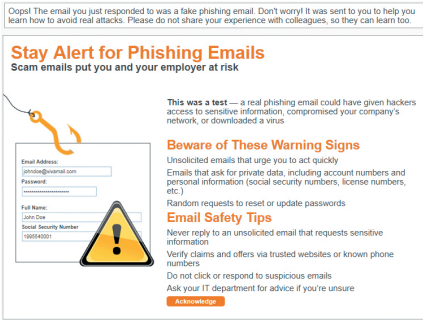 Oops! The email you just responded to was a fake phishing email. Don't worry! It was sent to you to help you
learn how to avoid real attacks. Please do not share your experience with colleagues, so they can learn too.
Stay Alert for Phishing Emails
Scam emails put you and your employer at risk
This was a test — a real phishing email could have given hackers
access to sensitive information, compromised your company's
network, or downloaded a virus
Beware of These Warning Signs
Unsolicited emails that urge you to act quickly
Emails that ask for private data, including account numbers and
personal information (social security numbers, license numbers,
etc.)
Random requests to reset or update passwords
Email Safety Tips
Never reply to an unsolicited email that requests sensitive
information
Verify claims and offers via trusted websites or known phone
numbers
Do not click or respond to suspicious emails
Ask your IT department for advice if you're unsure
Acknowledge
Email Address:
Password:
Full Name:
John Doe
Social Security Number
1995540001